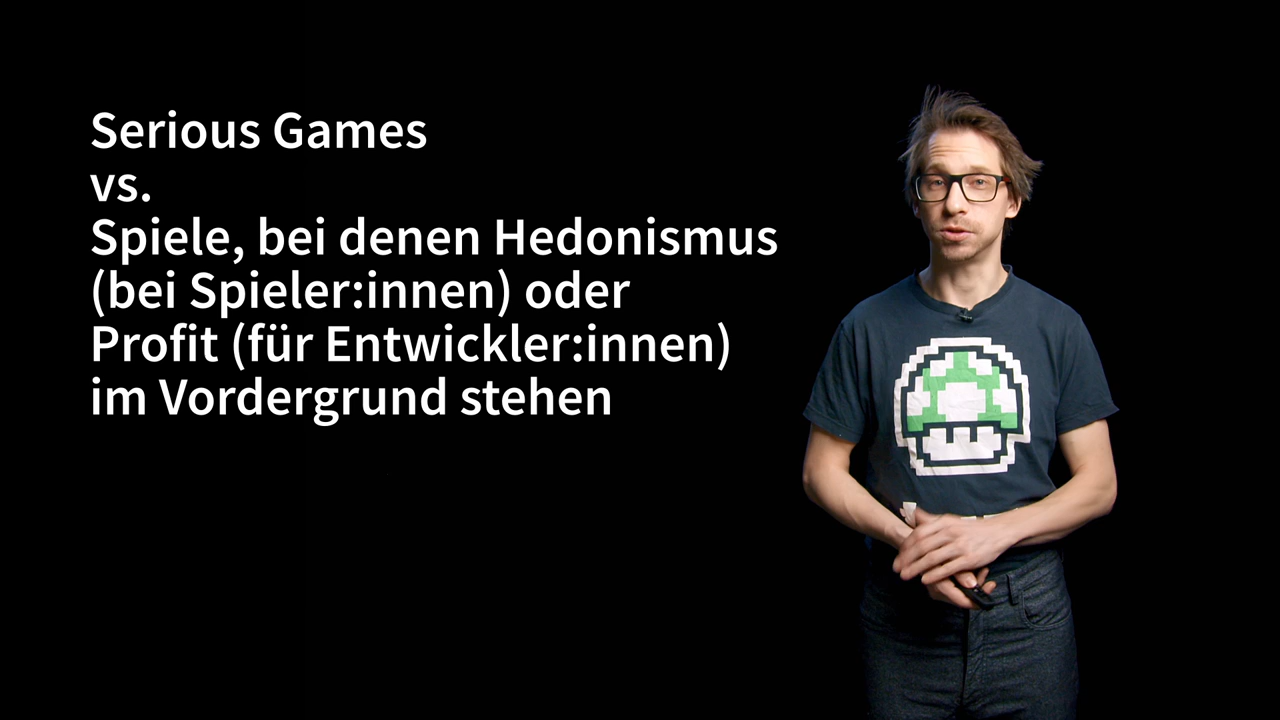 Serious Games
vs.
Spiele, bei denen Hedonismus
(bei Spieler:innen) oder
Profit (für Entwickler:innen)
im Vordergrund stehen